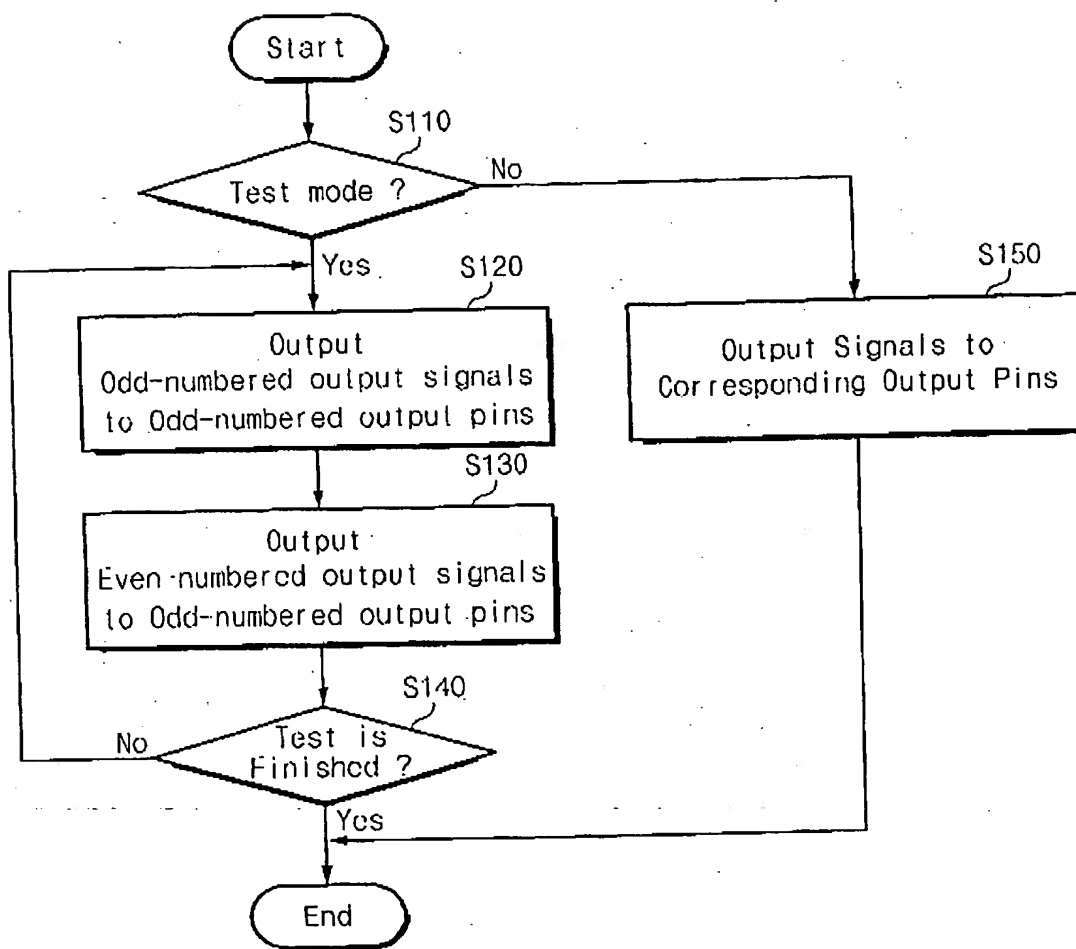 Start
S110
Test mode ?
No
Yes
S120
Output
Odd-numbered output signals
to Odd-numbered output pins
S150
Output Signals to
Corresponding Output Pins
S130
Output
Even-numbered output signals
to Odd-numbered output pins
S140
No
Test is
Finished ?
Yes
End